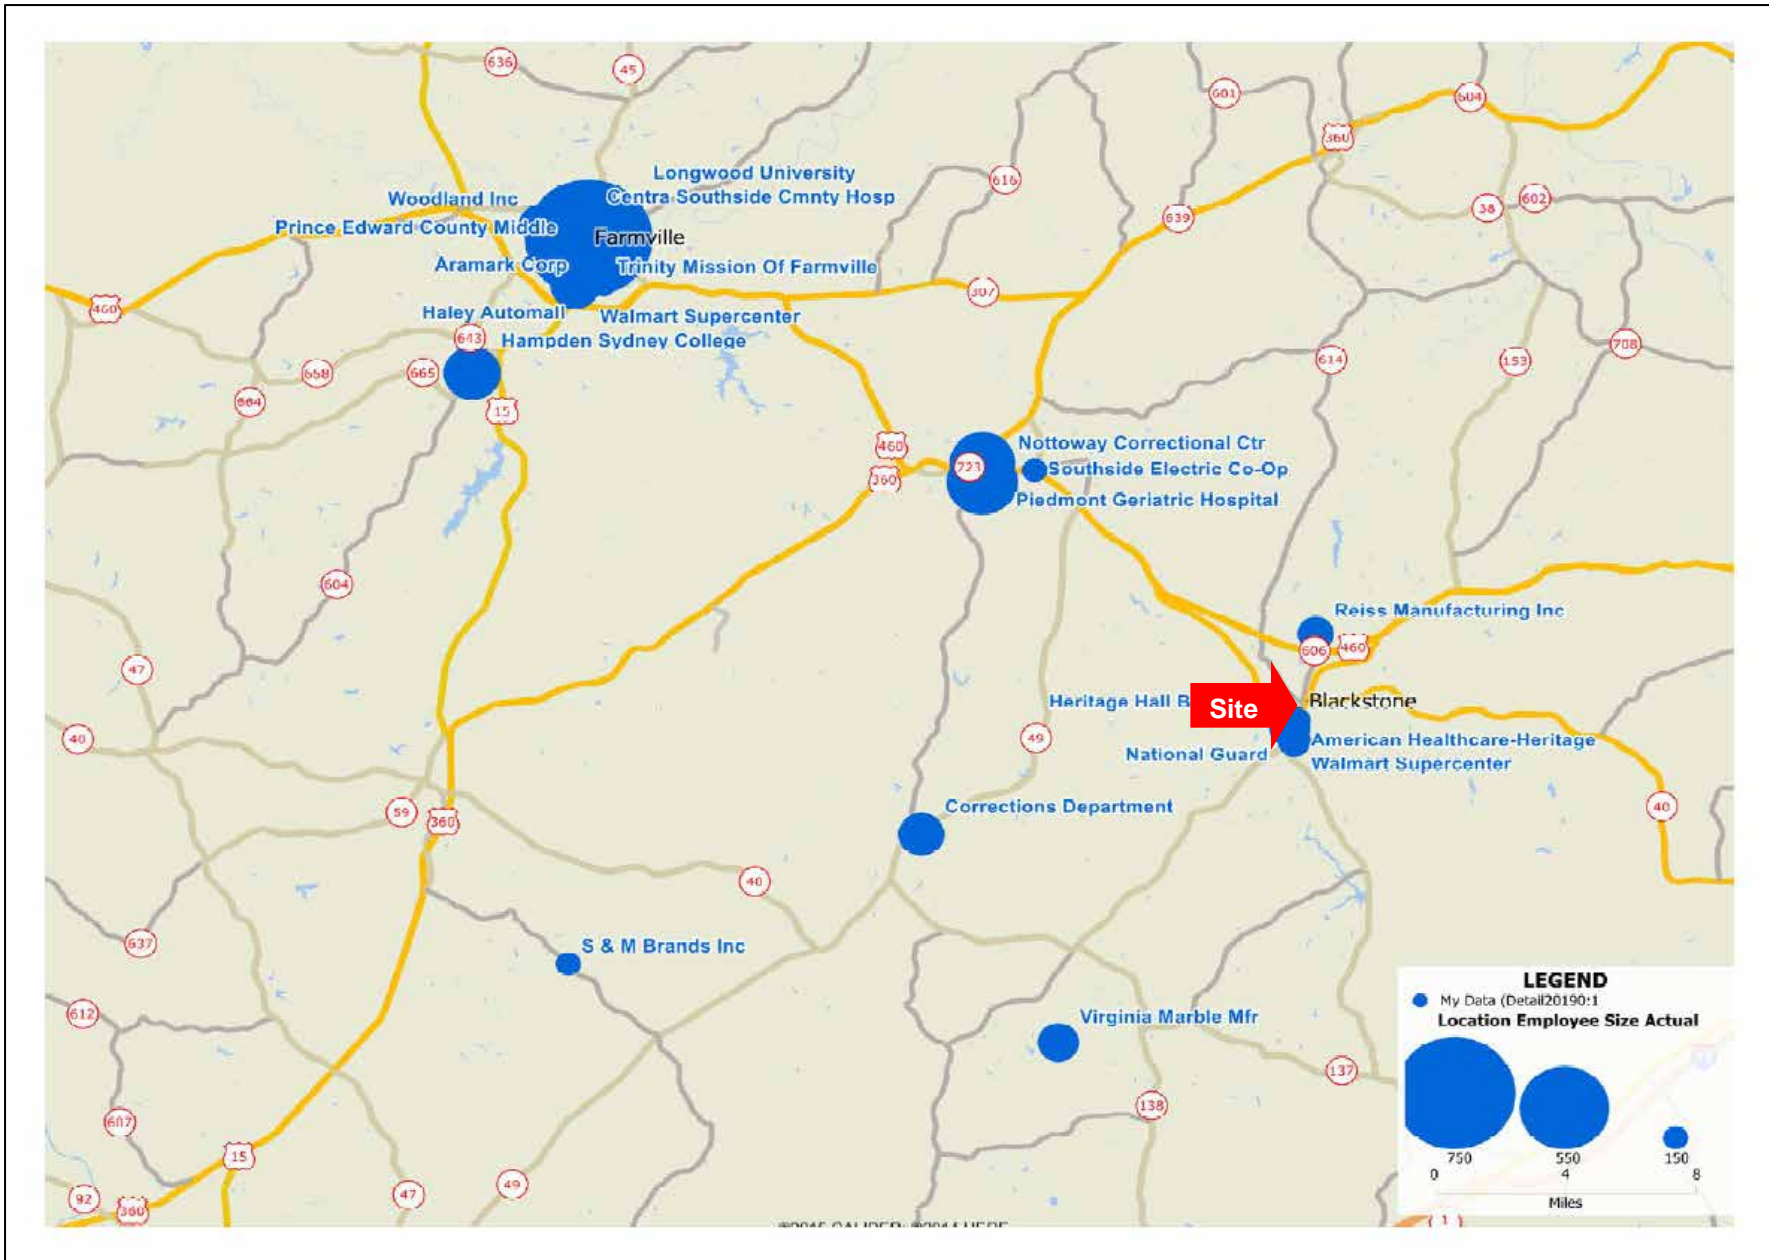 636
45
601
604
360
Longwood University
Woodland Inc
Centra Southside Cmnty Hosp
616
38
602
639
Prince Edward County Middle
Farmville
Aramark Corp
Trinity Mission Of Farmville
307
460
Haley Automall
Walmart Supercenter
643
Hampden Sydney College
708
614
153
658
665
664
15
460
Nottoway Correctional Ctr
723
Southside Electric Co-Op
360
Piedmont Geriatric Hospital
604
Reiss Manufacturing Inc
606
460
47
Heritage Hall B
Site
Blackstone
40
49
American Healthcare-Heritage
National Guard
Walmart Supercenter
Corrections Department
40
59
360
40
637
S & M Brands Inc
LEGEND
My Data (Detail20190:1
Location Employee Size Actual
612
Virginia Marble Mfr
137
138
607
750
550
150
0
4
8
Miles
15
49
47
92
360
1